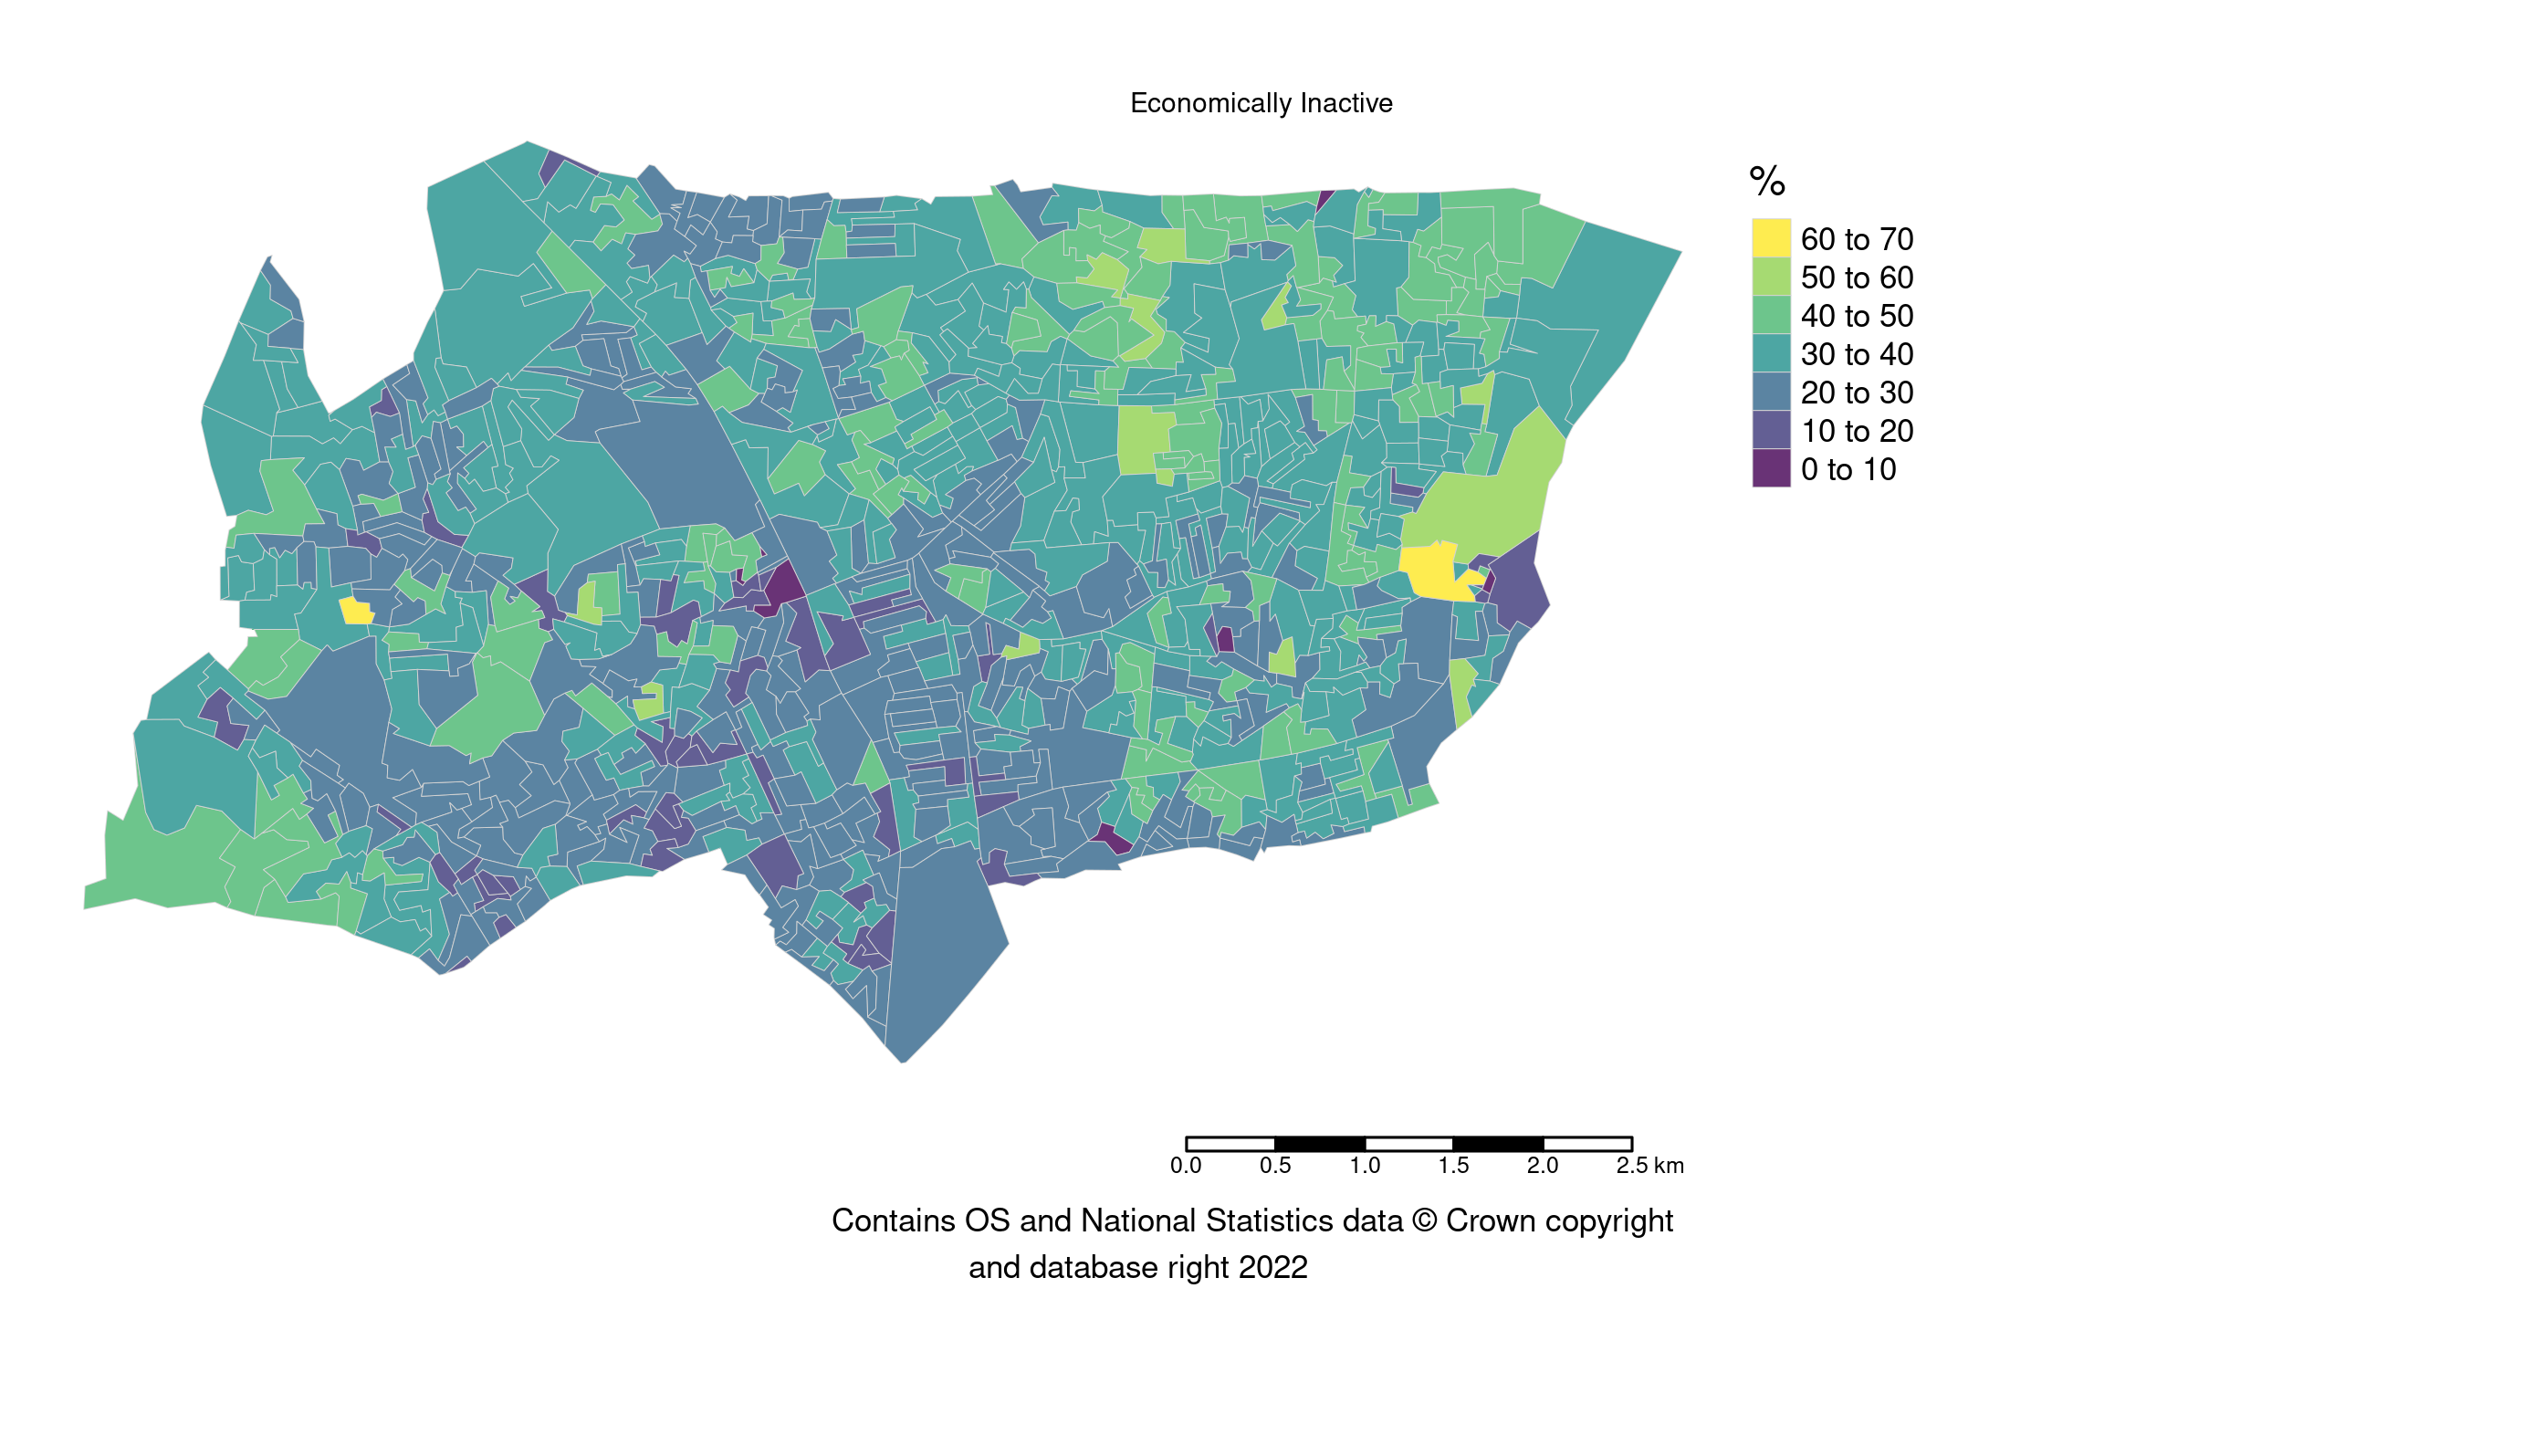 Economically Inactive
%
60 to 70
50 to 60
40 to 50
30 to 40
20 to 30
10 to 20
0 to 10
0.0 0.5 1.0 1.5 2.0 2.5 km
Contains OS and National Statistics data © Crown copyright
and database right 2022